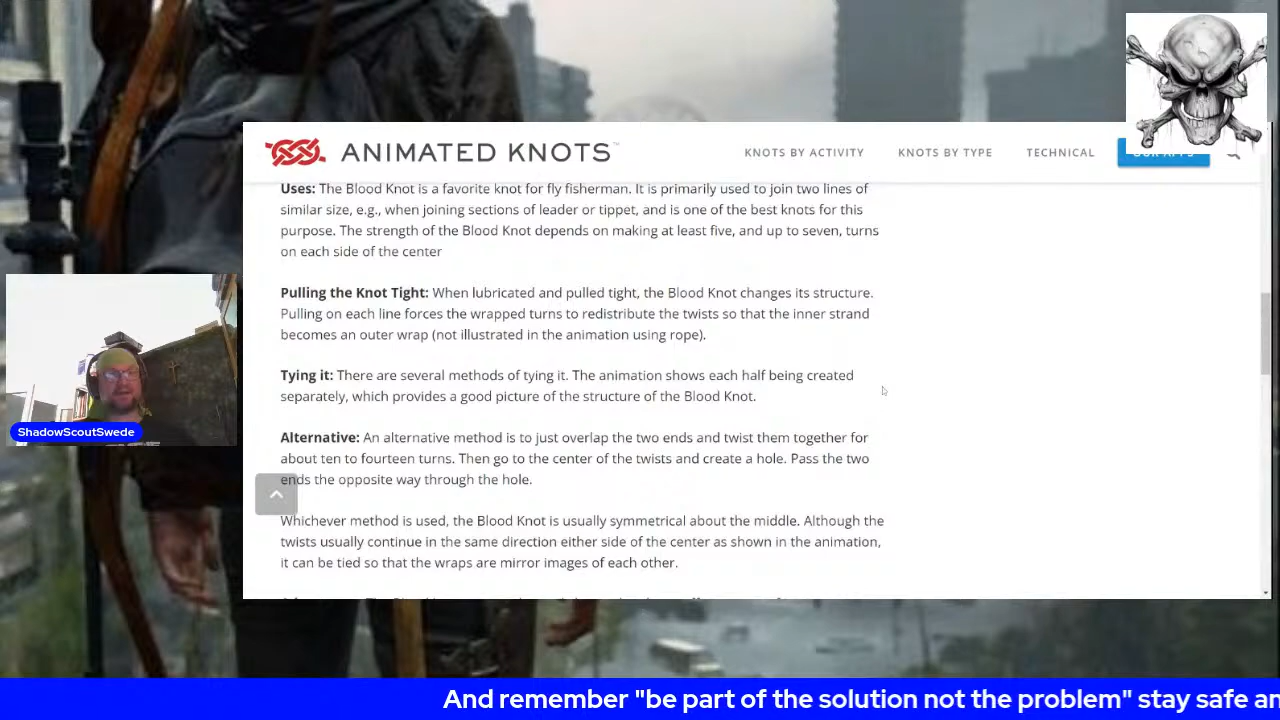 ANIMATED KNOTS™
KNOTS BY ACTIVITY
KNOTS BY TYPE
TECHNICAL
OUR APPS
Uses: The Blood Knot is a favorite knot for fly fisherman. It is primarily used to join two lines of
similar size, e.g., when joining sections of leader or tippet, and is one of the best knots for this
purpose. The strength of the Blood Knot depends on making at least five, and up to seven, turns
on each side of the center
Pulling the Knot Tight: When lubricated and pulled tight, the Blood Knot changes its structure.
Pulling on each line forces the wrapped turns to redistribute the twists so that the inner strand
becomes an outer wrap (not illustrated in the animation using rope).
Tying it: There are several methods of tying it. The animation shows each half being created
separately, which provides a good picture of the structure of the Blood Knot.
Alternative: An alternative method is to just overlap the two ends and twist them together for
about ten to fourteen turns. Then go to the center of the twists and create a hole. Pass the two
ends the opposite way through the hole.
Whichever method is used, the Blood Knot is usually symmetrical about the middle. Although the
twists usually continue in the same direction either side of the center as shown in the animation,
it can be tied so that the wraps are mirror images of each other.
ShadowScoutSwede
And remember "be part of the solution not the problem" stay safe an